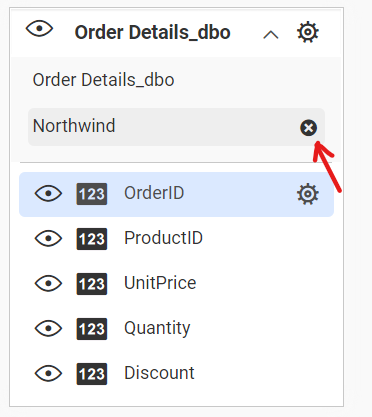 Order Details_dbo
Order Details_dbo
Northwind
123 OrderID
123 ProductID
123 UnitPrice
123 Quantity
123 Discount